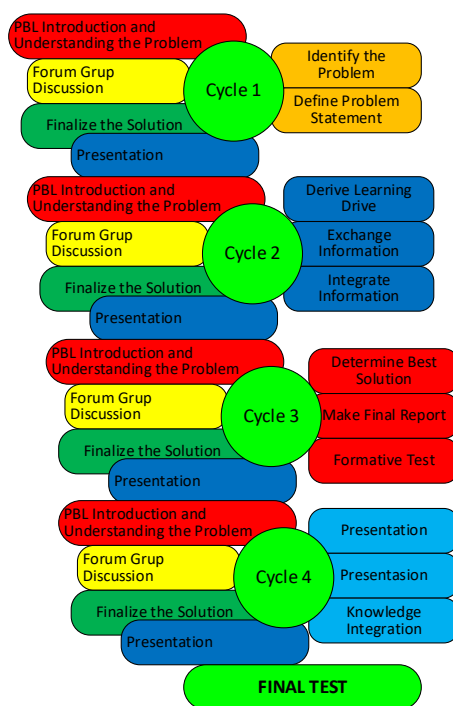 PBL Introduction and
Understanding the Problem
Forum Grup
Discussion
Finalize the Solution
Presentation
Cycle 1
Identify the
Problem
Define Problem
Statement
PBL Introduction and
Understanding the Problem
Forum Grup
Discussion
Finalize the Solution
Presentation
Cycle 2
Derive Learning
Drive
Exchange
Information
Integrate
Information
PBL Introduction and
Understanding the Problem
Forum Grup
Discussion
Finalize the Solution
Presentation
Cycle 3
Determine Best
Solution
Make Final Report
Formative Test
PBL Introduction and
Understanding the Problem
Forum Grup
Discussion
Finalize the Solution
Presentation
Cycle 4
Presentation
Presentasion
Knowledge
Integration
FINAL TEST